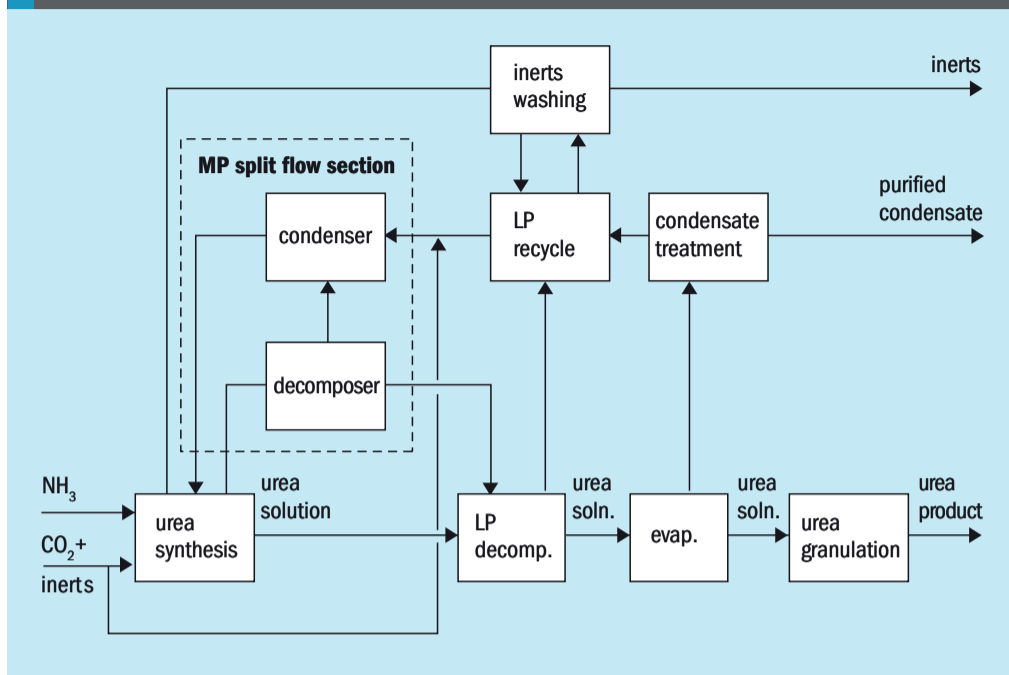 inerts
inerts
washing
MP split flow section
purified
condensate
condenser
LP
recycle
condensate
treatment
decomposer
NH₃
urea
solution
urea
soln.
urea
soln.
urea
product
CO₂+
inerts
urea
synthesis
LP
decomp.
evap.
urea
granulation